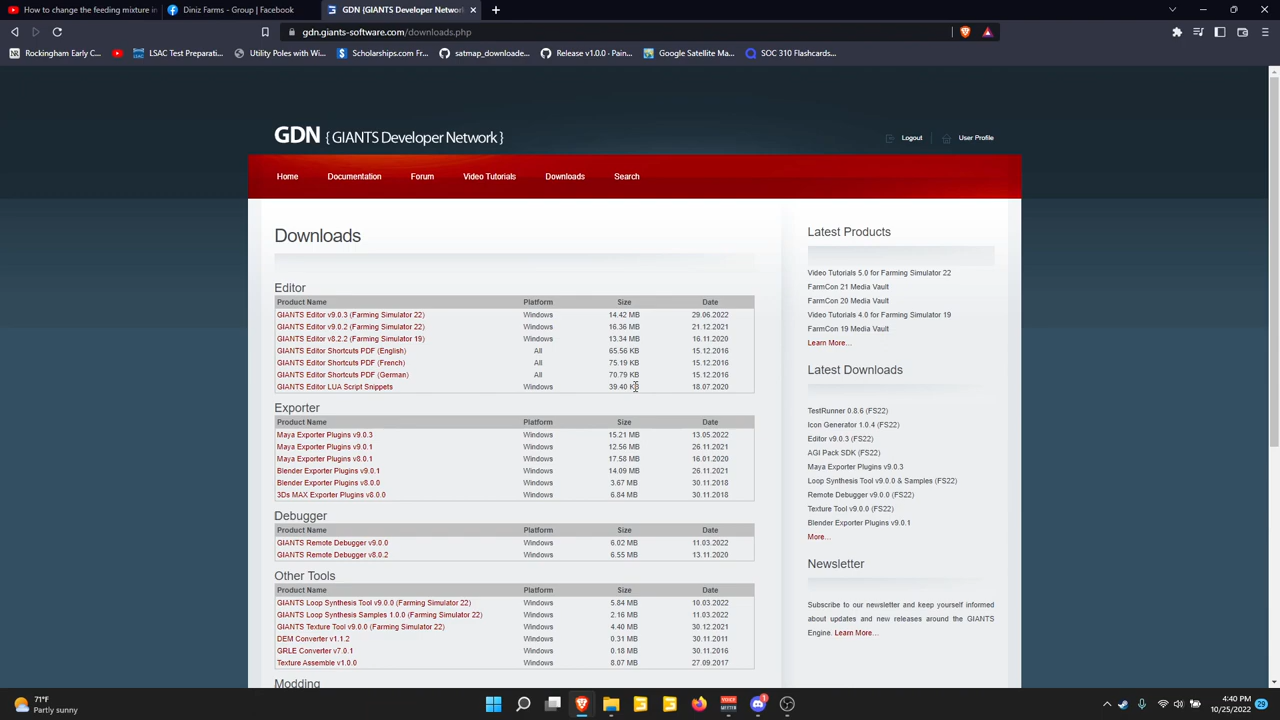 How to set up feeding mixture in
(3) Diniz Farms Group | Facebook
GDN - GIANTS Developer Network
gdn.giants-software.com/downloads.php
Rockingham Early C...
LSAC Test Preparati...
Utility Poles with Wi...
Scholarships.com Fr...
satmap_downloade...
Release v1.0.0 · Pam...
Google Satellite Ma...
SOC 310 Flashcar...
GDN { GIANTS Developer Network }
Logout
User Profile
Home
Documentation
Forum
Video Tutorials
Downloads
Search
Downloads
Editor
Product Name Platform Size Date
GIANTS Editor v9.0.3 (Farming Simulator 22) Windows 14.42 MB 29.06.2022
GIANTS Editor v9.0.2 (Farming Simulator 22) Windows 16.36 MB 21.12.2021
GIANTS Editor v8.2.2 (Farming Simulator 19) Windows 13.34 MB 16.11.2020
GIANTS Editor Shortcuts PDF (English) All 65.56 KB 15.12.2016
GIANTS Editor Shortcuts PDF (French) All 75.19 KB 15.12.2016
GIANTS Editor Shortcuts PDF (German) All 70.79 KB 15.12.2016
GIANTS Editor LUA Script Snippets Windows 39.40 KB 18.07.2020
Exporter
Product Name Platform Size Date
Maya Exporter Plugins v9.0.3 Windows 15.21 MB 13.05.2022
Maya Exporter Plugins v9.0.1 Windows 12.56 MB 26.11.2021
Maya Exporter Plugins v8.0.1 Windows 17.58 MB 16.01.2020
Blender Exporter Plugins v9.0.1 Windows 14.09 MB 26.11.2021
Blender Exporter Plugins v8.0.0 Windows 3.67 MB 30.11.2018
3Ds MAX Exporter Plugins v8.0.0 Windows 6.84 MB 30.11.2018
Debugger
Product Name Platform Size Date
GIANTS Remote Debugger v9.0.0 Windows 6.02 MB 11.03.2022
GIANTS Remote Debugger v8.0.2 Windows 6.55 MB 13.11.2020
Other Tools
Product Name Platform Size Date
GIANTS Loop Synthesis Tool v9.0.0 (Farming Simulator 22) Windows 5.84 MB 10.03.2022
GIANTS Loop Synthesis Samples 1.0.0 (Farming Simulator 22) Windows 2.16 MB 11.03.2022
GIANTS Texture Tool v9.0.0 (Farming Simulator 22) Windows 4.40 MB 30.12.2021
DEM Converter v1.1.2 Windows 0.31 MB 30.11.2011
GRLE Converter v7.0.1 Windows 0.18 MB 30.11.2016
Texture Assemble v1.0.0 Windows 8.07 MB 27.09.2017
Modding
Latest Products
Video Tutorials 5.0 for Farming Simulator 22
FarmCon 21 Media Vault
FarmCon 20 Media Vault
Video Tutorials 4.0 for Farming Simulator 19
FarmCon 19 Media Vault
Learn More...
Latest Downloads
TestRunner 0.8.6 (FS22)
Icon Generator 1.0.4 (FS22)
Editor v9.0.3 (FS22)
AGI Pack SDK (FS22)
Maya Exporter Plugins v9.0.3
Loop Synthesis Tool v9.0.0 & Samples (FS22)
Remote Debugger v9.0.0 (FS22)
Texture Tool v9.0.0 (FS22)
Blender Exporter Plugins v9.0.1
More...
Newsletter
Subscribe to our newsletter and keep yourself informed
about updates and new releases around the GIANTS
Engine. Learn More...
71°F
Partly sunny
4:40 PM
10/25/2022
29